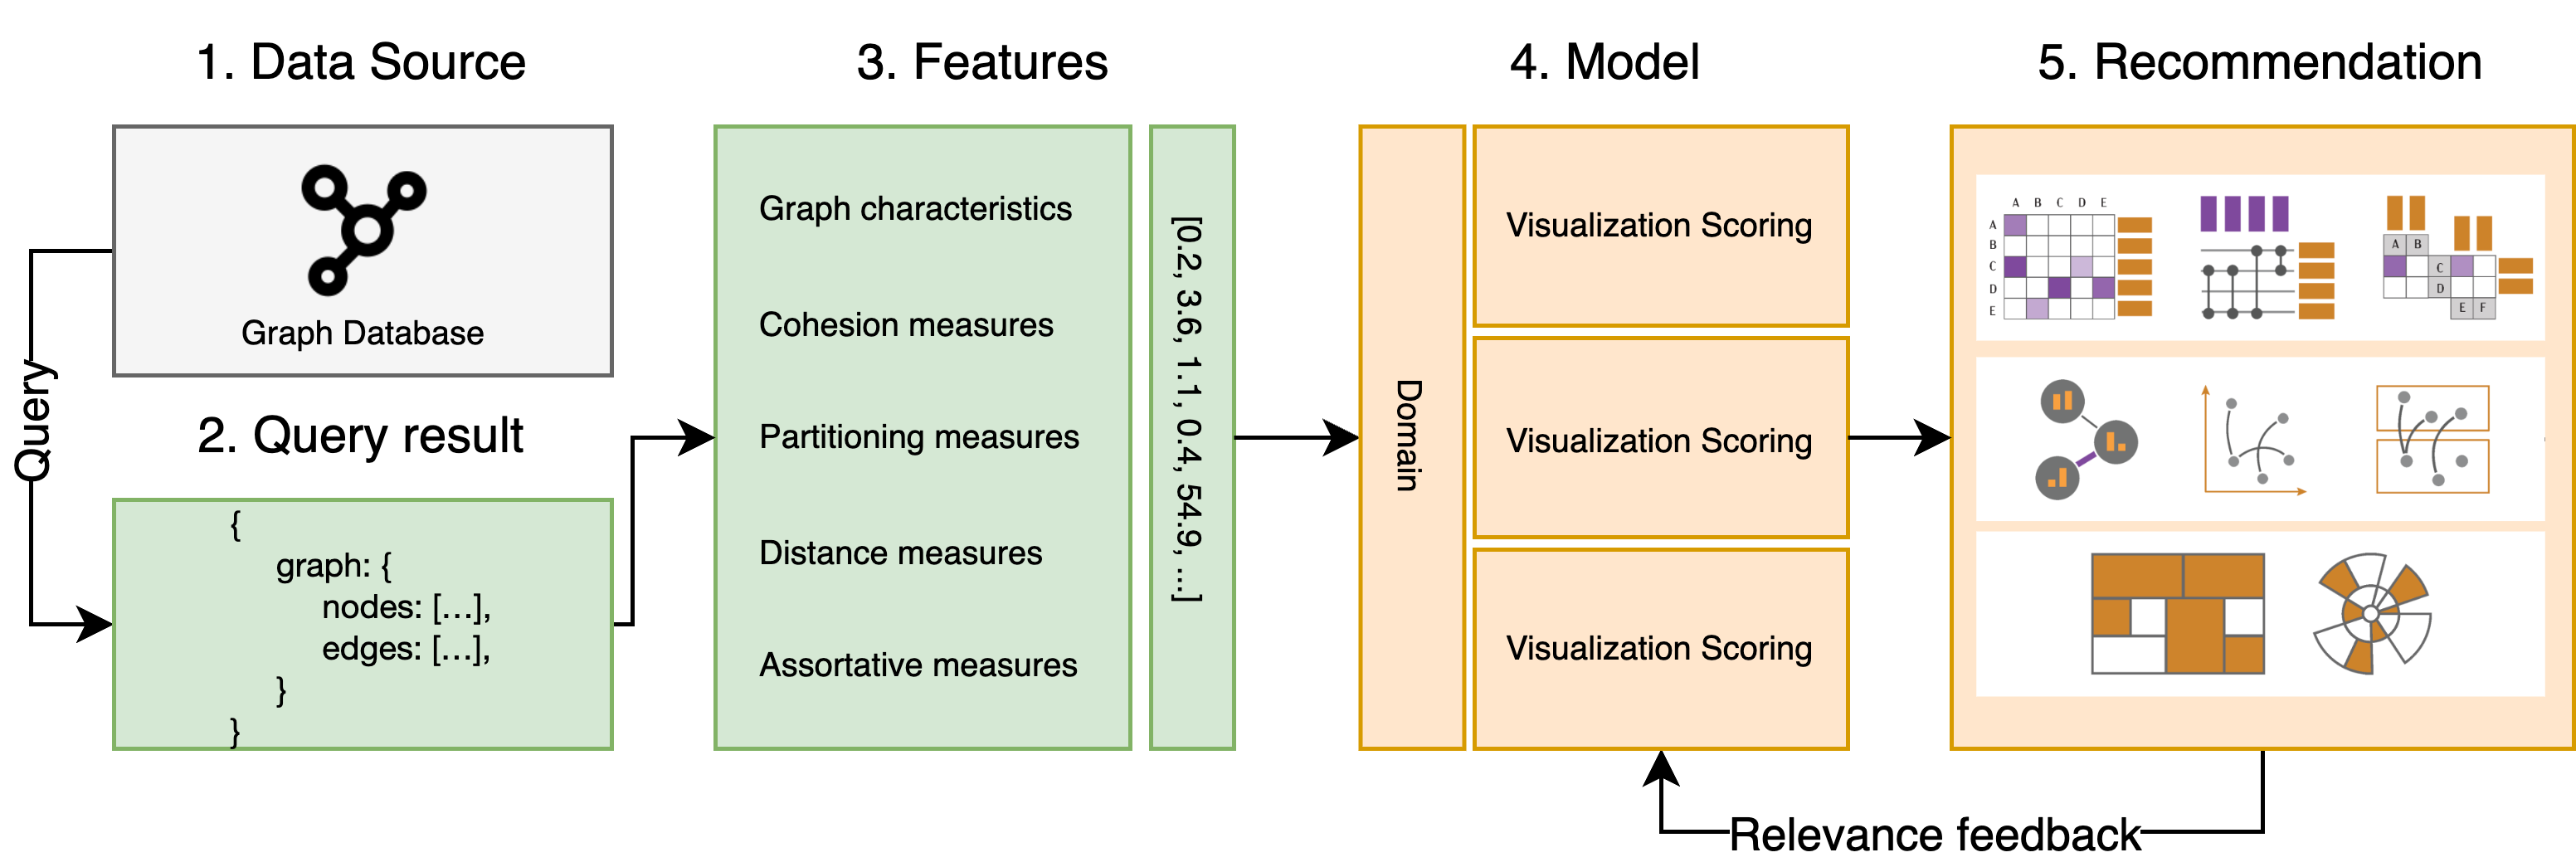 1. Data Source
Graph Database
Query
2. Query result
{
graph: {
nodes: [...],
edges: [...],
}
}
3. Features
Graph characteristics
Cohesion measures
Partitioning measures
Distance measures
Assortative measures
[0.2, 3.6, 1.1, 0.4, 54.9, ...]
4. Model
Domain
Visualization Scoring
Visualization Scoring
Visualization Scoring
5. Recommendation
A B C D E
A
B
C
D
E
A B
C
D
E F
Relevance feedback